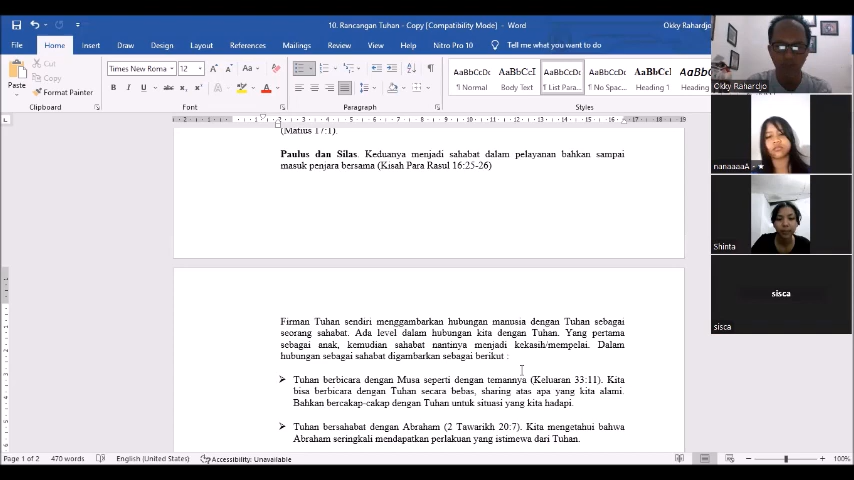 10. Rancangan Tuhan - Copy [Compatibility Mode] - Word
Okky Rahardjo
File Home Insert Draw Design Layout References Mailings Review View Help Nitro Pro 10 Tell me what you want to do
Paste
Cut
Copy
Format Painter
Times New Roma 12
AaBbCcDc AaBbCcI AaBbCcDc AaBbCcDc AaBbCcI AaBb(
¶ Normal Body Text ¶ List Para... ¶ No Spac... Heading 1
Clipboard Font Paragraph Styles
(Matius 17:1).
Paulus dan Silas. Keduanya menjadi sahabat dalam pelayanan bahkan sampai
masuk penjara bersama (Kisah Para Rasul 16:25-26)
Firman Tuhan sendiri menggambarkan hubungan manusia dengan Tuhan sebagai
seorang sahabat. Ada level dalam hubungan kita dengan Tuhan. Yang pertama
sebagai anak, kemudian sahabat nantinya menjadi kekasih/mempelai. Dalam
hubungan sebagai sahabat digambarkan sebagai berikut :
➢ Tuhan berbicara dengan Musa seperti dengan temannya (Keluaran 33:11). Kita
bisa berbicara dengan Tuhan secara bebas, sharing atas apa yang kita alami.
Bahkan bercakap-cakap dengan Tuhan untuk situasi yang kita hadapi.
➢ Tuhan bersahabat dengan Abraham (2 Tawarikh 20:7). Kita mengetahui bahwa
Abraham seringkali mendapatkan perlakuan yang istimewa dari Tuhan.
Page 1 of 2 470 words English (United States) Accessibility: Unavailable 100%
Okky Rahardjo
nanaaaaA - ★
Shinta
sisca
sisca